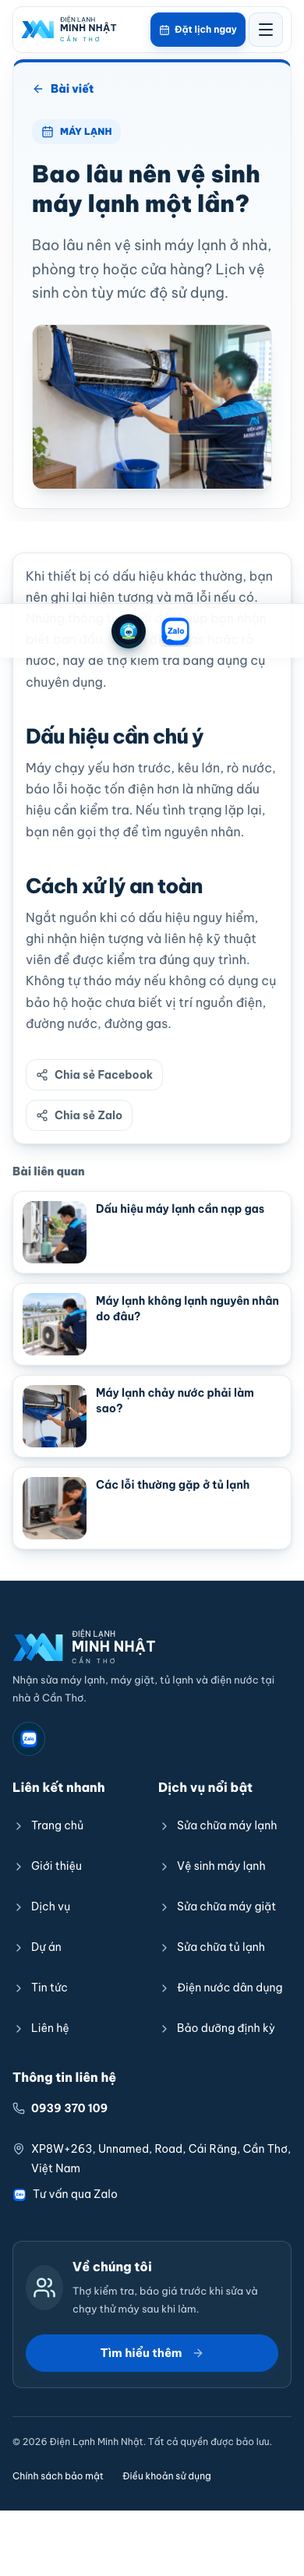 ĐIỆN LẠNH
MINH NHẬT
CẦN THƠ
Đặt lịch ngay
Bài viết
MÁY LẠNH
Bao lâu nên vệ sinh
máy lạnh một lần?
Bao lâu nên vệ sinh máy lạnh ở nhà,
phòng trọ hoặc cửa hàng? Lịch vệ
sinh còn tùy mức độ sử dụng.
Khi thiết bị có dấu hiệu khác thường, bạn
nên ghi lại hiện tượng và mã lỗi nếu có.
Zalo
nước, hãy để thợ kiểm tra bằng dụng cụ
chuyên dụng.
Dấu hiệu cần chú ý
Máy chạy yếu hơn trước, kêu lớn, rò nước,
báo lỗi hoặc tốn điện hơn là những dấu
hiệu cần kiểm tra. Nếu tình trạng lặp lại,
bạn nên gọi thợ để tìm nguyên nhân.
Cách xử lý an toàn
Ngắt nguồn khi có dấu hiệu nguy hiểm,
ghi nhận hiện tượng và liên hệ kỹ thuật
viên để được kiểm tra đúng quy trình.
Không tự tháo máy nếu không có dụng cụ
bảo hộ hoặc chưa biết vị trí nguồn điện,
đường nước, đường gas.
Chia sẻ Facebook
Chia sẻ Zalo
Bài liên quan
Dấu hiệu máy lạnh cần nạp gas
Máy lạnh không lạnh nguyên nhân
do đâu?
Máy lạnh chảy nước phải làm
sao?
Các lỗi thường gặp ở tủ lạnh
ĐIỆN LẠNH
MINH NHẬT
CẦN THƠ
Nhận sửa máy lạnh, máy giặt, tủ lạnh và điện nước tại
nhà ở Cần Thơ.
Zalo
Liên kết nhanh
Trang chủ
Giới thiệu
Dịch vụ
Dự án
Tin tức
Liên hệ
Dịch vụ nổi bật
Sửa chữa máy lạnh
Vệ sinh máy lạnh
Sửa chữa máy giặt
Sửa chữa tủ lạnh
Điện nước dân dụng
Bảo dưỡng định kỳ
Thông tin liên hệ
0939 370 109
XP8W+263, Unnamed, Road, Cái Răng, Cần Thơ,
Việt Nam
Zalo Tư vấn qua Zalo
Về chúng tôi
Thợ kiểm tra, báo giá trước khi sửa và
chạy thử máy sau khi làm.
Tìm hiểu thêm
© 2026 Điện Lạnh Minh Nhật. Tất cả quyền được bảo lưu.
Chính sách bảo mật Điều khoản sử dụng